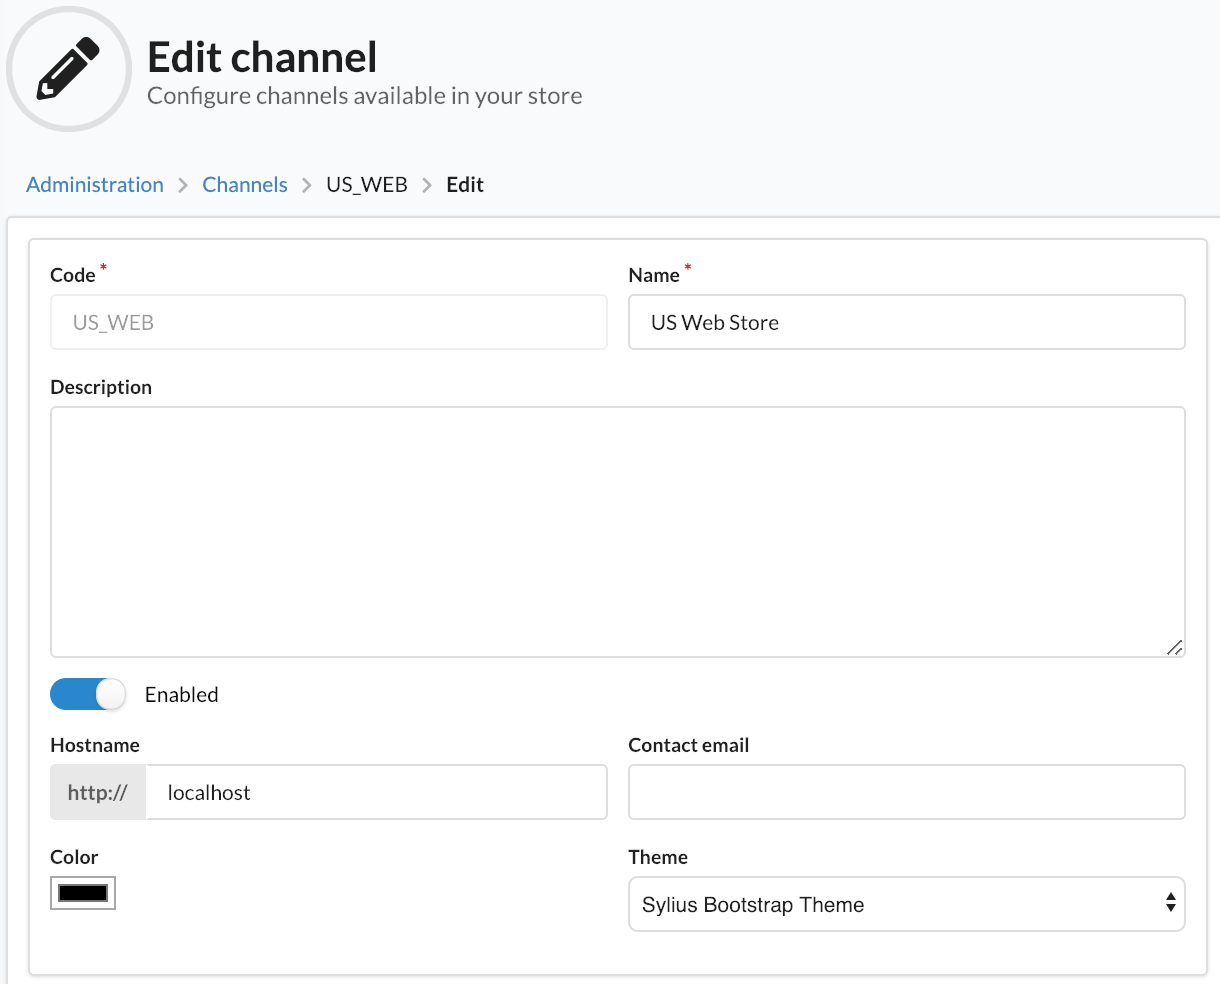 Edit channel
Configure channels available in your store
Administration > Channels > US_WEB > Edit
Code * Name *
US_WEB US Web Store
Description
Enabled
Hostname Contact email
http:// localhost
Color Theme
Sylius Bootstrap Theme